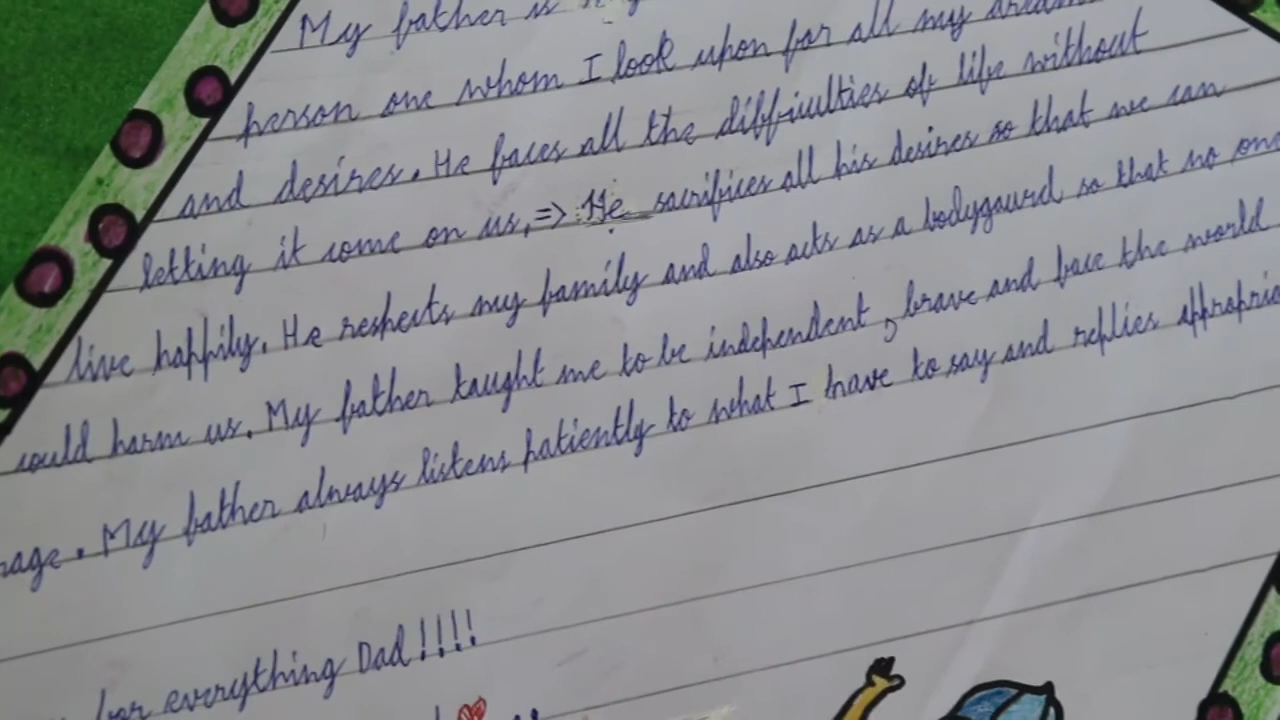 My father is
person one whom I look upon for all my
and desires. He faces all the difficulties of life without
letting it come on us, => He sacrifices all his desires so that we can
live happily. He respects my family and also acts as a bodygourd so that no one
could harm us. My father taught me to be independent, brave and face the world
My father always listens patiently to what I have to say and replies
for everything Dad!!!!